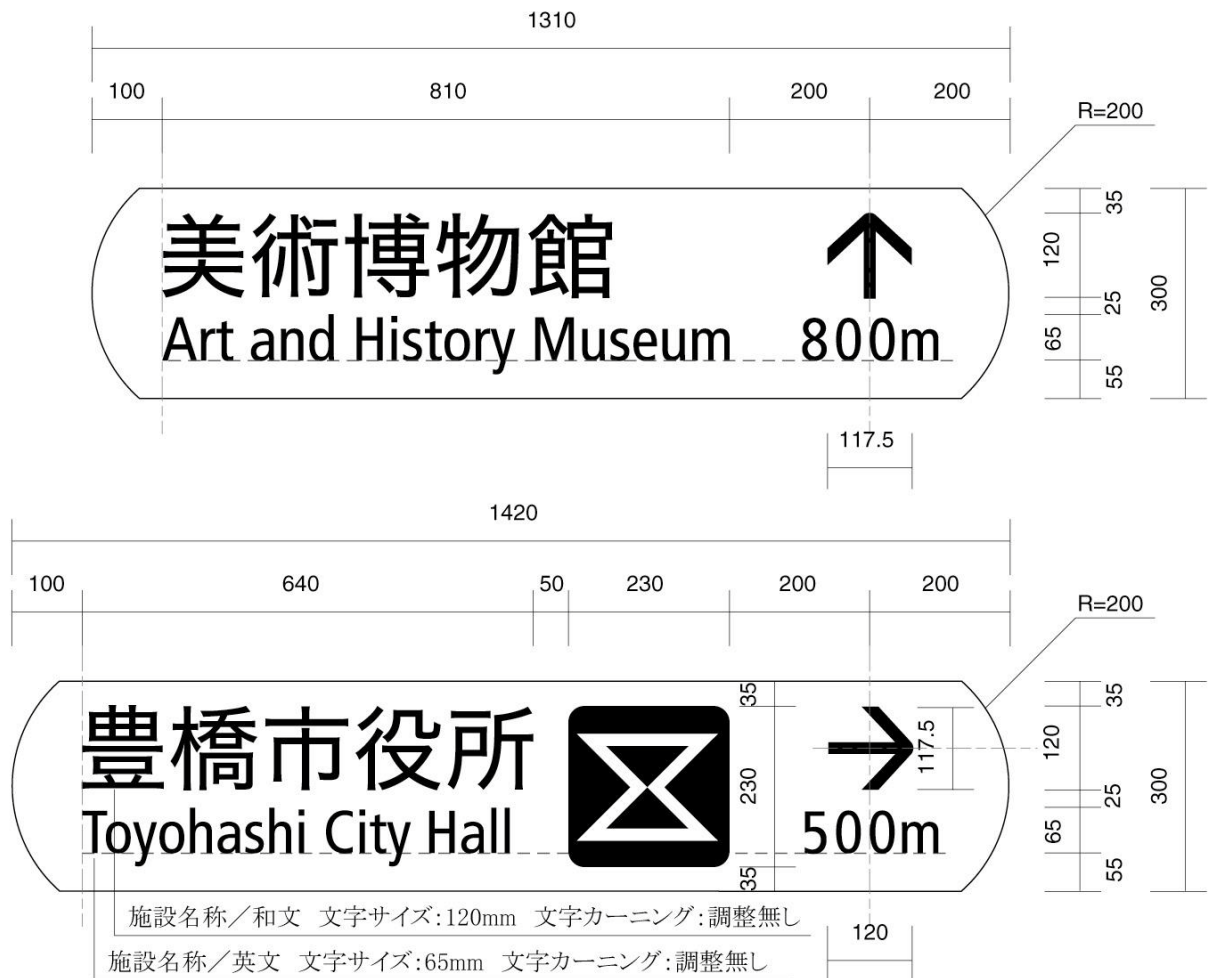 1310
100 810 200 200
R=200
美術博物館
Art and History Museum 800m
35
120
25
65
55
300
117.5
1420
100 640 50 230 200 200
R=200
豊橋市役所
Toyohashi City Hall 500m
35
230
35
117.5
35
120
25
65
55
300
施設名称／和文 文字サイズ：120mm 文字カーニング：調整無し
120
施設名称／英文 文字サイズ：65mm 文字カーニング：調整無し